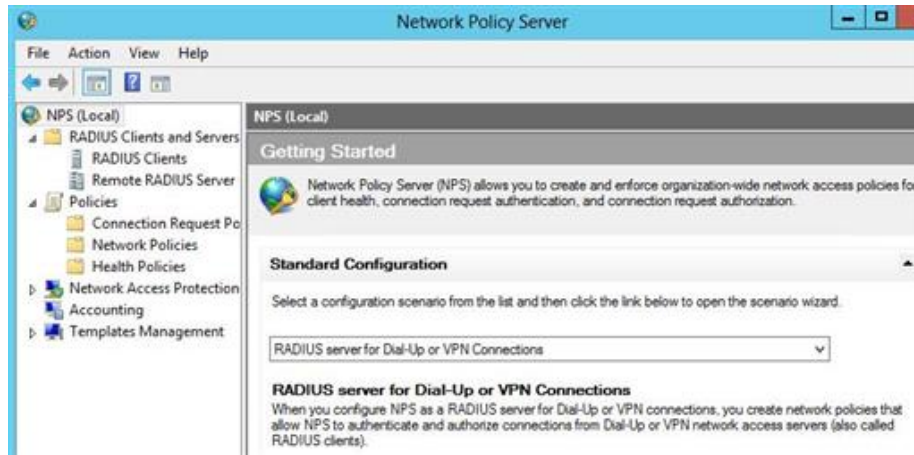 Network Policy Server
File Action View Help
NPS (Local)
RADIUS Clients and Servers
RADIUS Clients
Remote RADIUS Server
Policies
Connection Request Po
Network Policies
Health Policies
Network Access Protection
Accounting
Templates Management
NPS (Local)
Getting Started
Network Policy Server (NPS) allows you to create and enforce organization-wide network access policies fo
client health, connection request authentication, and connection request authorization.
Standard Configuration
Select a configuration scenario from the list and then click the link below to open the scenario wizard.
RADIUS server for Dial-Up or VPN Connections
RADIUS server for Dial-Up or VPN Connections
When you configure NPS as a RADIUS server for Dial-Up or VPN connections, you create network policies that
allow NPS to authenticate and authorize connections from Dial-Up or VPN network access servers (also called
RADIUS clients).